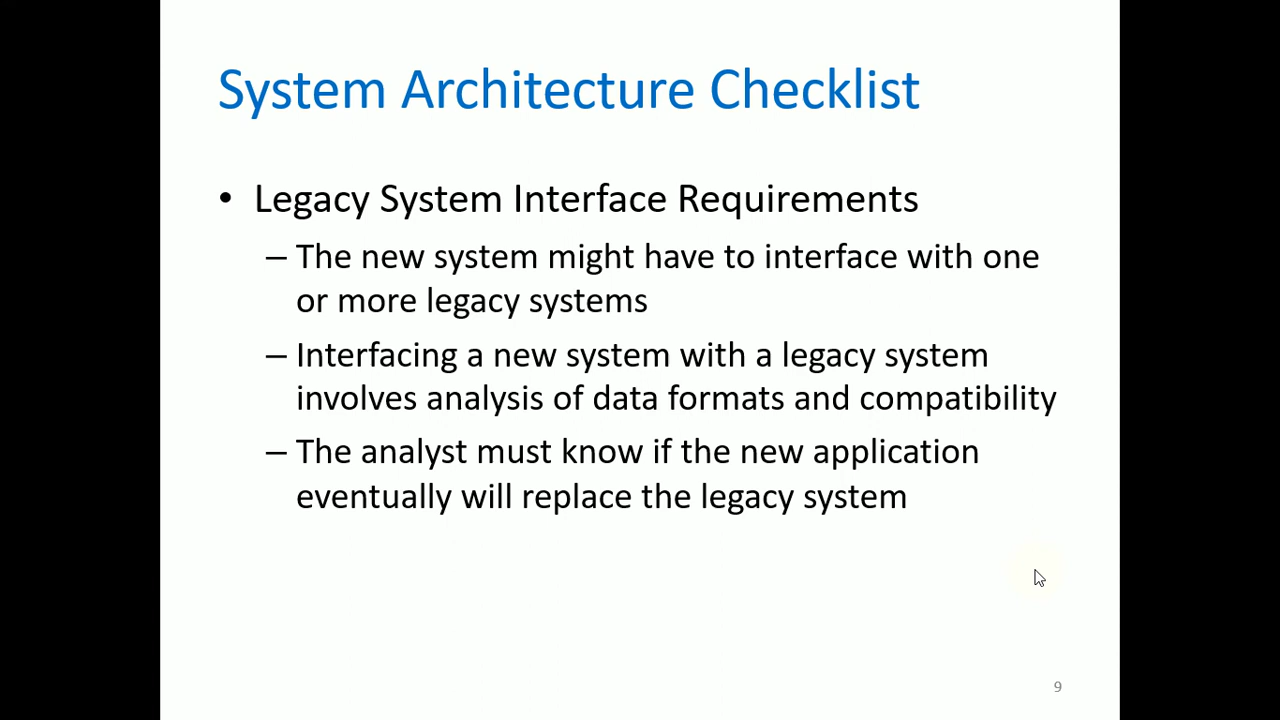 System Architecture Checklist
• Legacy System Interface Requirements
– The new system might have to interface with one
or more legacy systems
– Interfacing a new system with a legacy system
involves analysis of data formats and compatibility
– The analyst must know if the new application
eventually will replace the legacy system
9